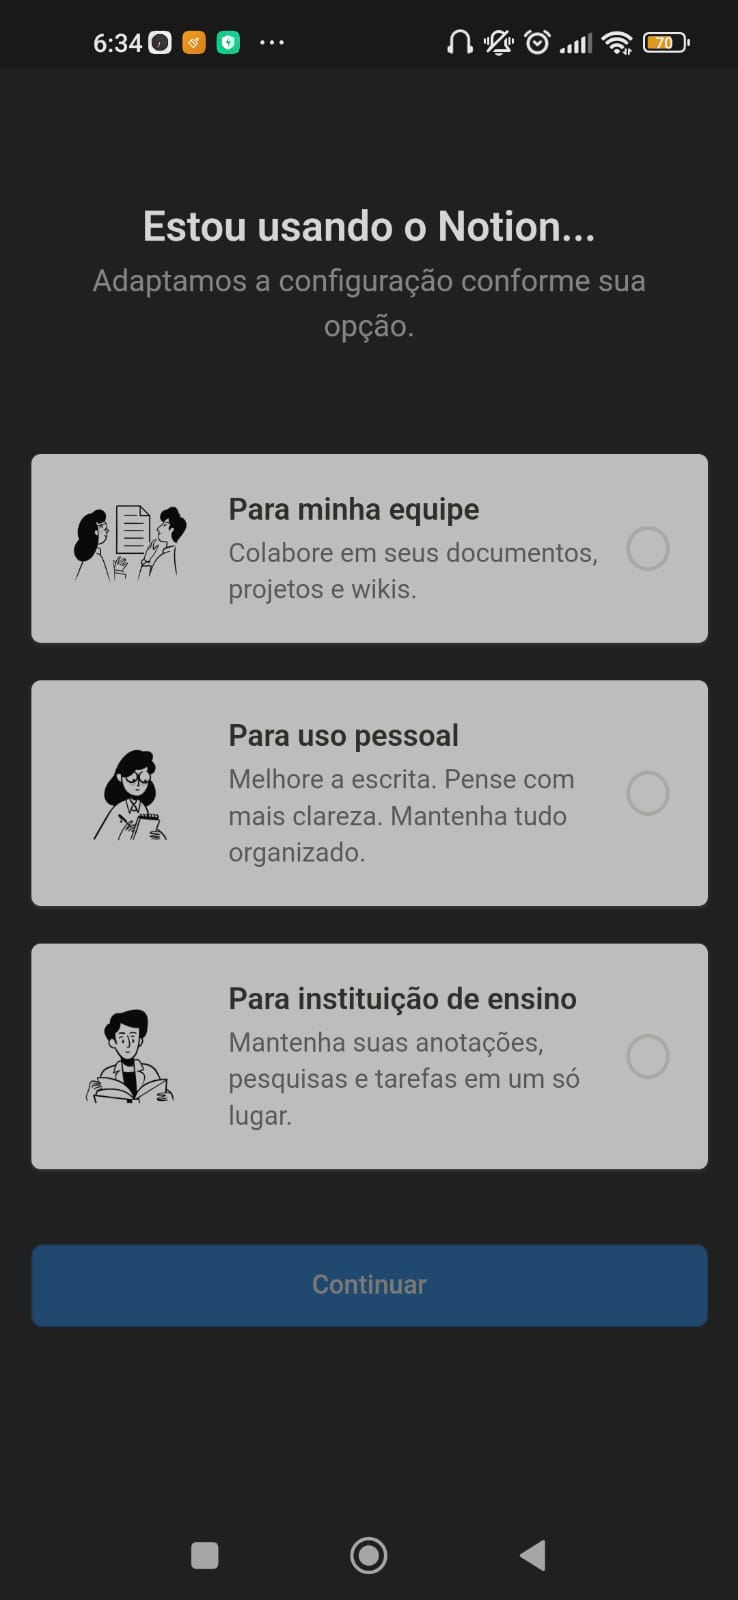 6:34
70
Estou usando o Notion...
Adaptamos a configuração conforme sua
opção.
Para minha equipe
Colabore em seus documentos,
projetos e wikis.
Para uso pessoal
Melhore a escrita. Pense com
mais clareza. Mantenha tudo
organizado.
Para instituição de ensino
Mantenha suas anotações,
pesquisas e tarefas em um só
lugar.
Continuar